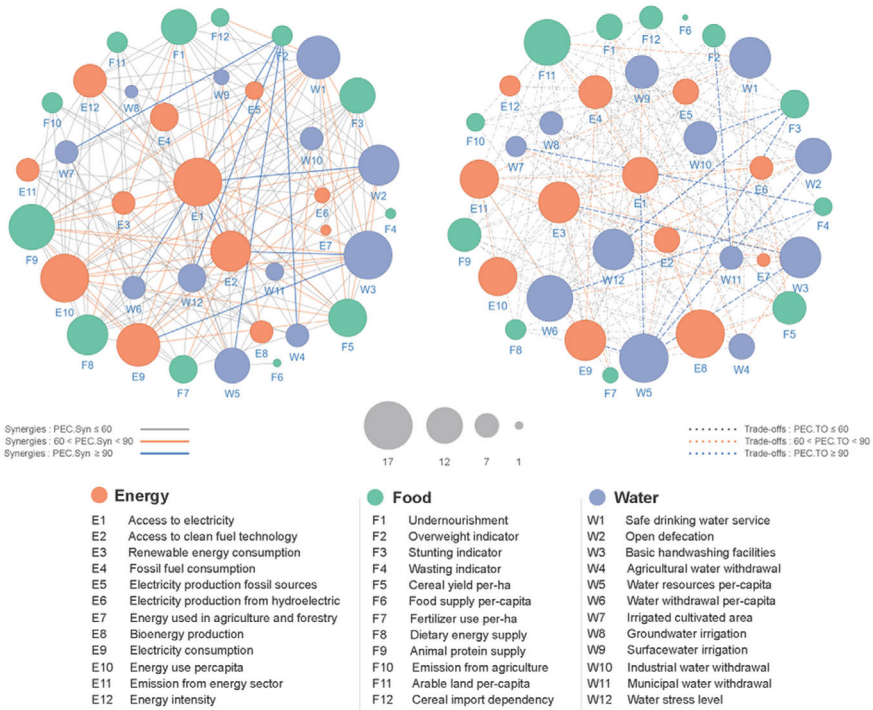 F12
F1
F2
F11
W1
W9
E12
W8
E5
F3
F10
E4
W10
W7
W2
E11
E1
E6
E3
F4
E7
F9
E2
W3
W11
E10
W6
W12
F5
E8
W4
F8
E9
F7
W5
F6
F12
F6
F1
F2
F11
W1
W9
E12
E4
E5
F3
F10
W8
W10
W7
W2
E6
E11
E1
F4
E3
F9
E2
W12
W11
E7
W3
E10
W6
F5
F8
E9
E8
W4
F7
W5
Synergies : PEC.Syn ≤ 60
Synergies : 60 < PEC.Syn < 90
Synergies : PEC.Syn ≥ 90
17 12 7 1
Trade-offs : PEC.TO ≤ 60
Trade-offs : 60 < PEC.TO < 90
Trade-offs : PEC.TO ≥ 90
Energy
E1 Access to electricity
E2 Access to clean fuel technology
E3 Renewable energy consumption
E4 Fossil fuel consumption
E5 Electricity production fossil sources
E6 Electricity production from hydroelectric
E7 Energy used in agriculture and forestry
E8 Bioenergy production
E9 Electricity consumption
E10 Energy use percapita
E11 Emission from energy sector
E12 Energy intensity
Food
F1 Undernourishment
F2 Overweight indicator
F3 Stunting indicator
F4 Wasting indicator
F5 Cereal yield per-ha
F6 Food supply per-capita
F7 Fertilizer use per-ha
F8 Dietary energy supply
F9 Animal protein supply
F10 Emission from agriculture
F11 Arable land per-capita
F12 Cereal import dependency
Water
W1 Safe drinking water service
W2 Open defecation
W3 Basic handwashing facilities
W4 Agricultural water withdrawal
W5 Water resources per-capita
W6 Water withdrawal per-capita
W7 Irrigated cultivated area
W8 Groundwater irrigation
W9 Surfacewater irrigation
W10 Industrial water withdrawal
W11 Municipal water withdrawal
W12 Water stress level